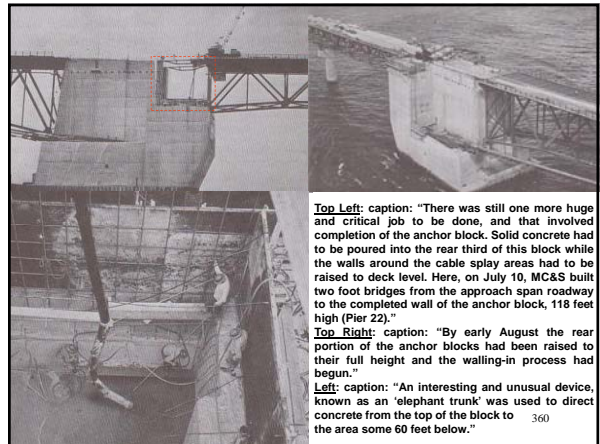 Top Left: caption: “There was still one more huge
and critical job to be done, and that involved
completion of the anchor block. Solid concrete had
to be poured into the rear third of this block while
the walls around the cable splay areas had to be
raised to deck level. Here, on July 10, MC&S built
two foot bridges from the approach span roadway
to the completed wall of the anchor block, 118 feet
high (Pier 22).”
Top Right: caption: “By early August the rear
portion of the anchor blocks had been raised to
their full height and the walling-in process had
begun.”
Left: caption: “An interesting and unusual device,
known as an ‘elephant trunk’ was used to direct
concrete from the top of the block to
the area some 60 feet below.”
360